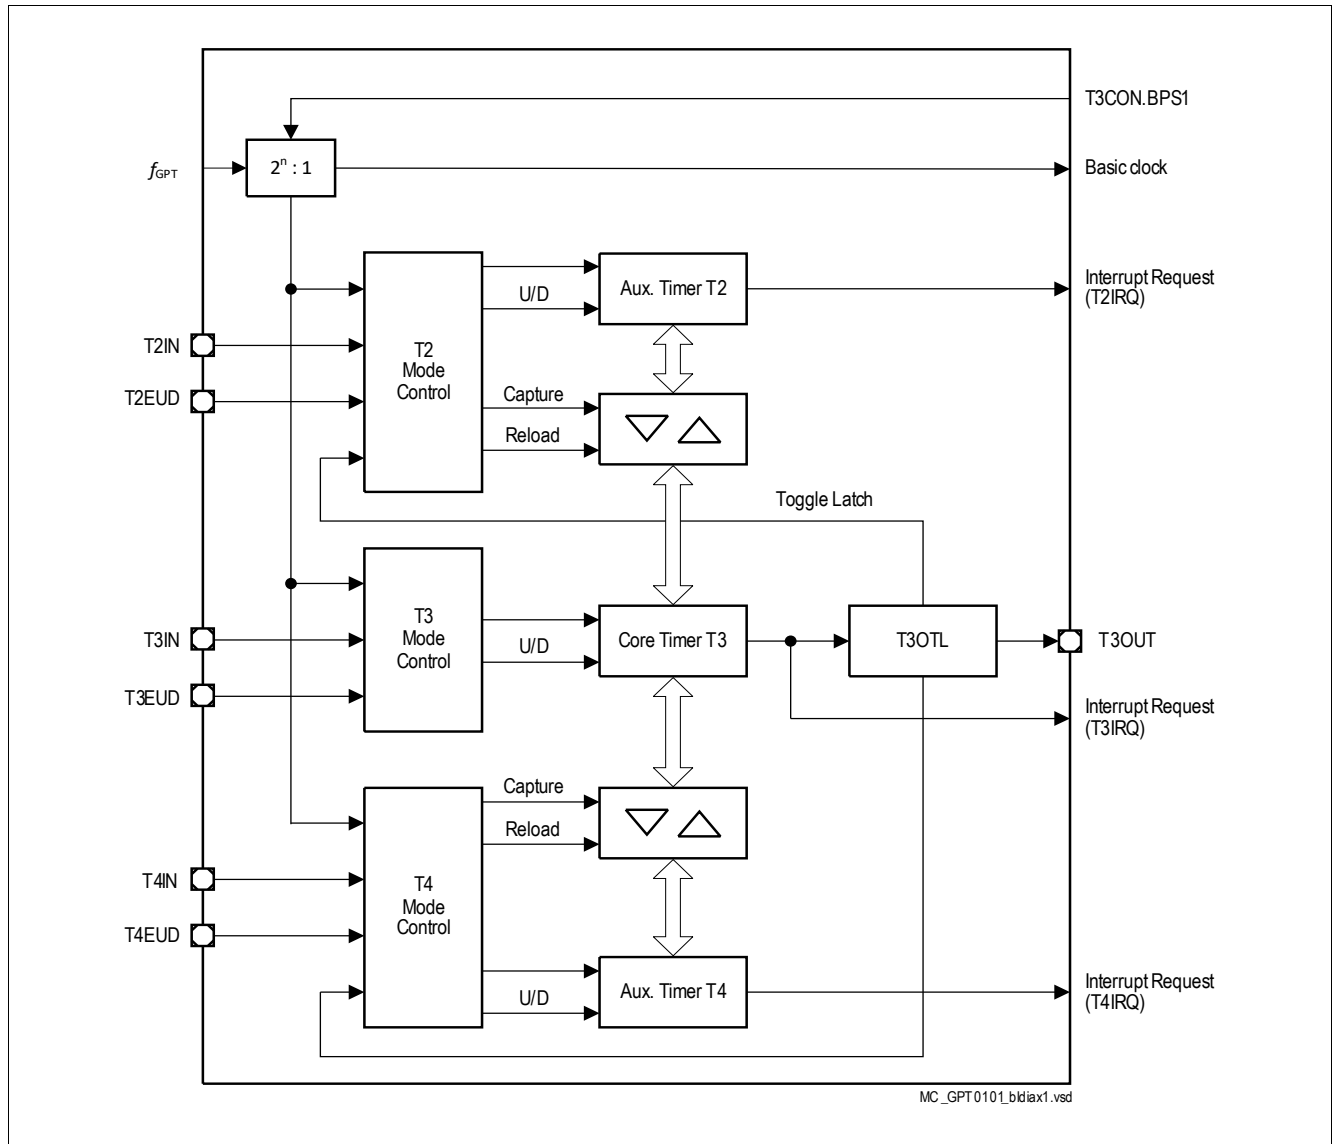 T3CON.BPS1
fGPT
2n : 1
Basic clock
T2
Mode
Control
U/D
Aux. Timer T2
Interrupt Request
(T2IRQ)
T2IN
T2EUD
Capture
Reload
Toggle Latch
T3
Mode
Control
U/D
Core Timer T3
T3OTL
T3OUT
T3IN
T3EUD
Interrupt Request
(T3IRQ)
Capture
Reload
T4
Mode
Control
T4IN
T4EUD
U/D
Aux. Timer T4
Interrupt Request
(T4IRQ)
MC_GPT0101_bldiax1.vsd